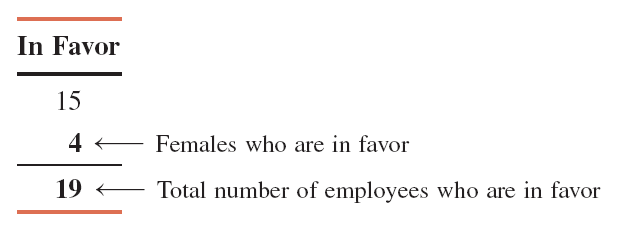 In Favor
15
4 ← Females who are in favor
19 ← Total number of employees who are in favor